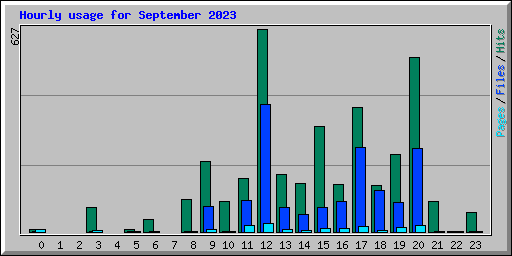 Hourly usage for September 2023
627
Pages / Files / Hits
0 1 2 3 4 5 6 7 8 9 10 11 12 13 14 15 16 17 18 19 20 21 22 23